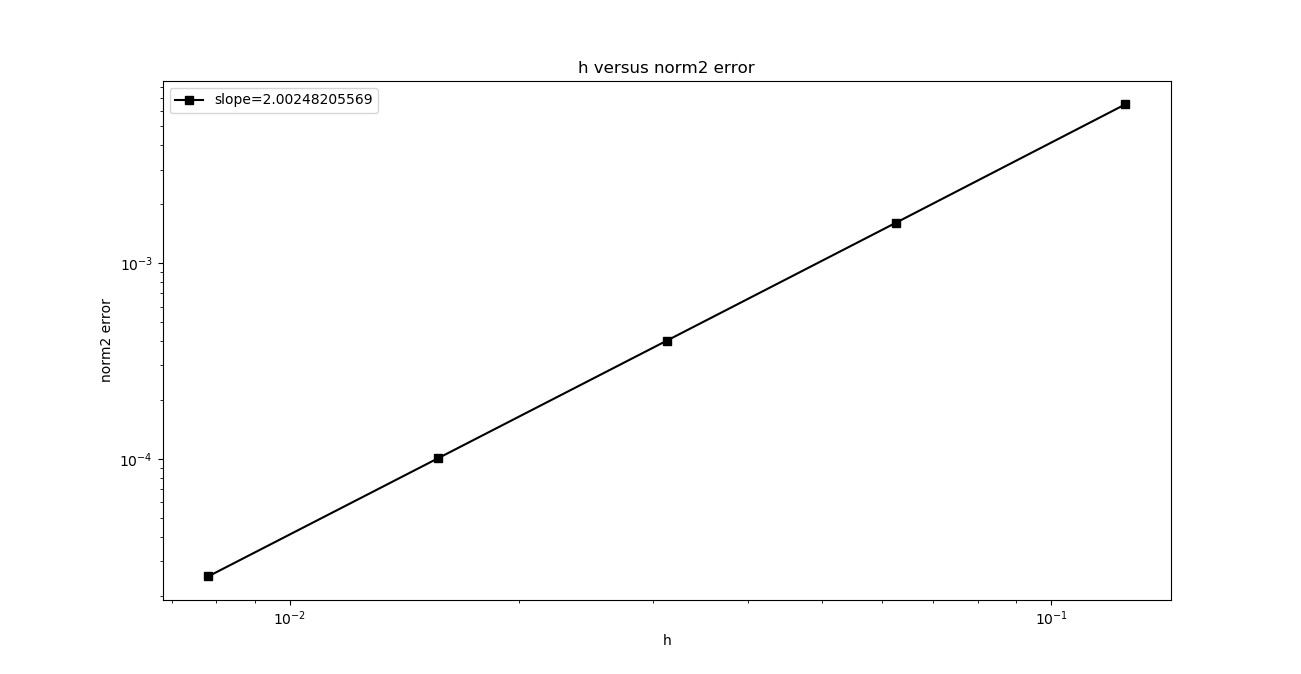 h versus norm2 error
slope=2.00248205569
10⁻³
norm2 error
10⁻⁴
10⁻²
10⁻¹
h